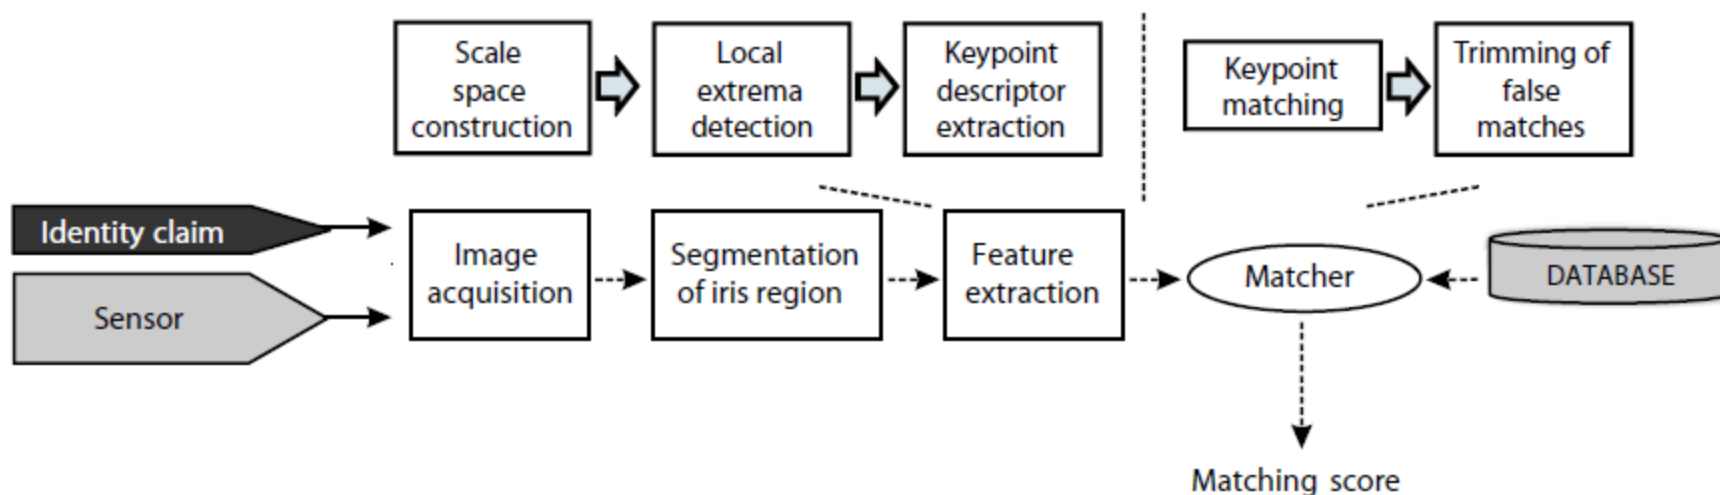 Scale
space
construction
Local
extrema
detection
Keypoint
descriptor
extraction
Keypoint
matching
Trimming of
false
matches
Identity claim
Sensor
Image
acquisition
Segmentation
of iris region
Feature
extraction
Matcher
DATABASE
Matching score